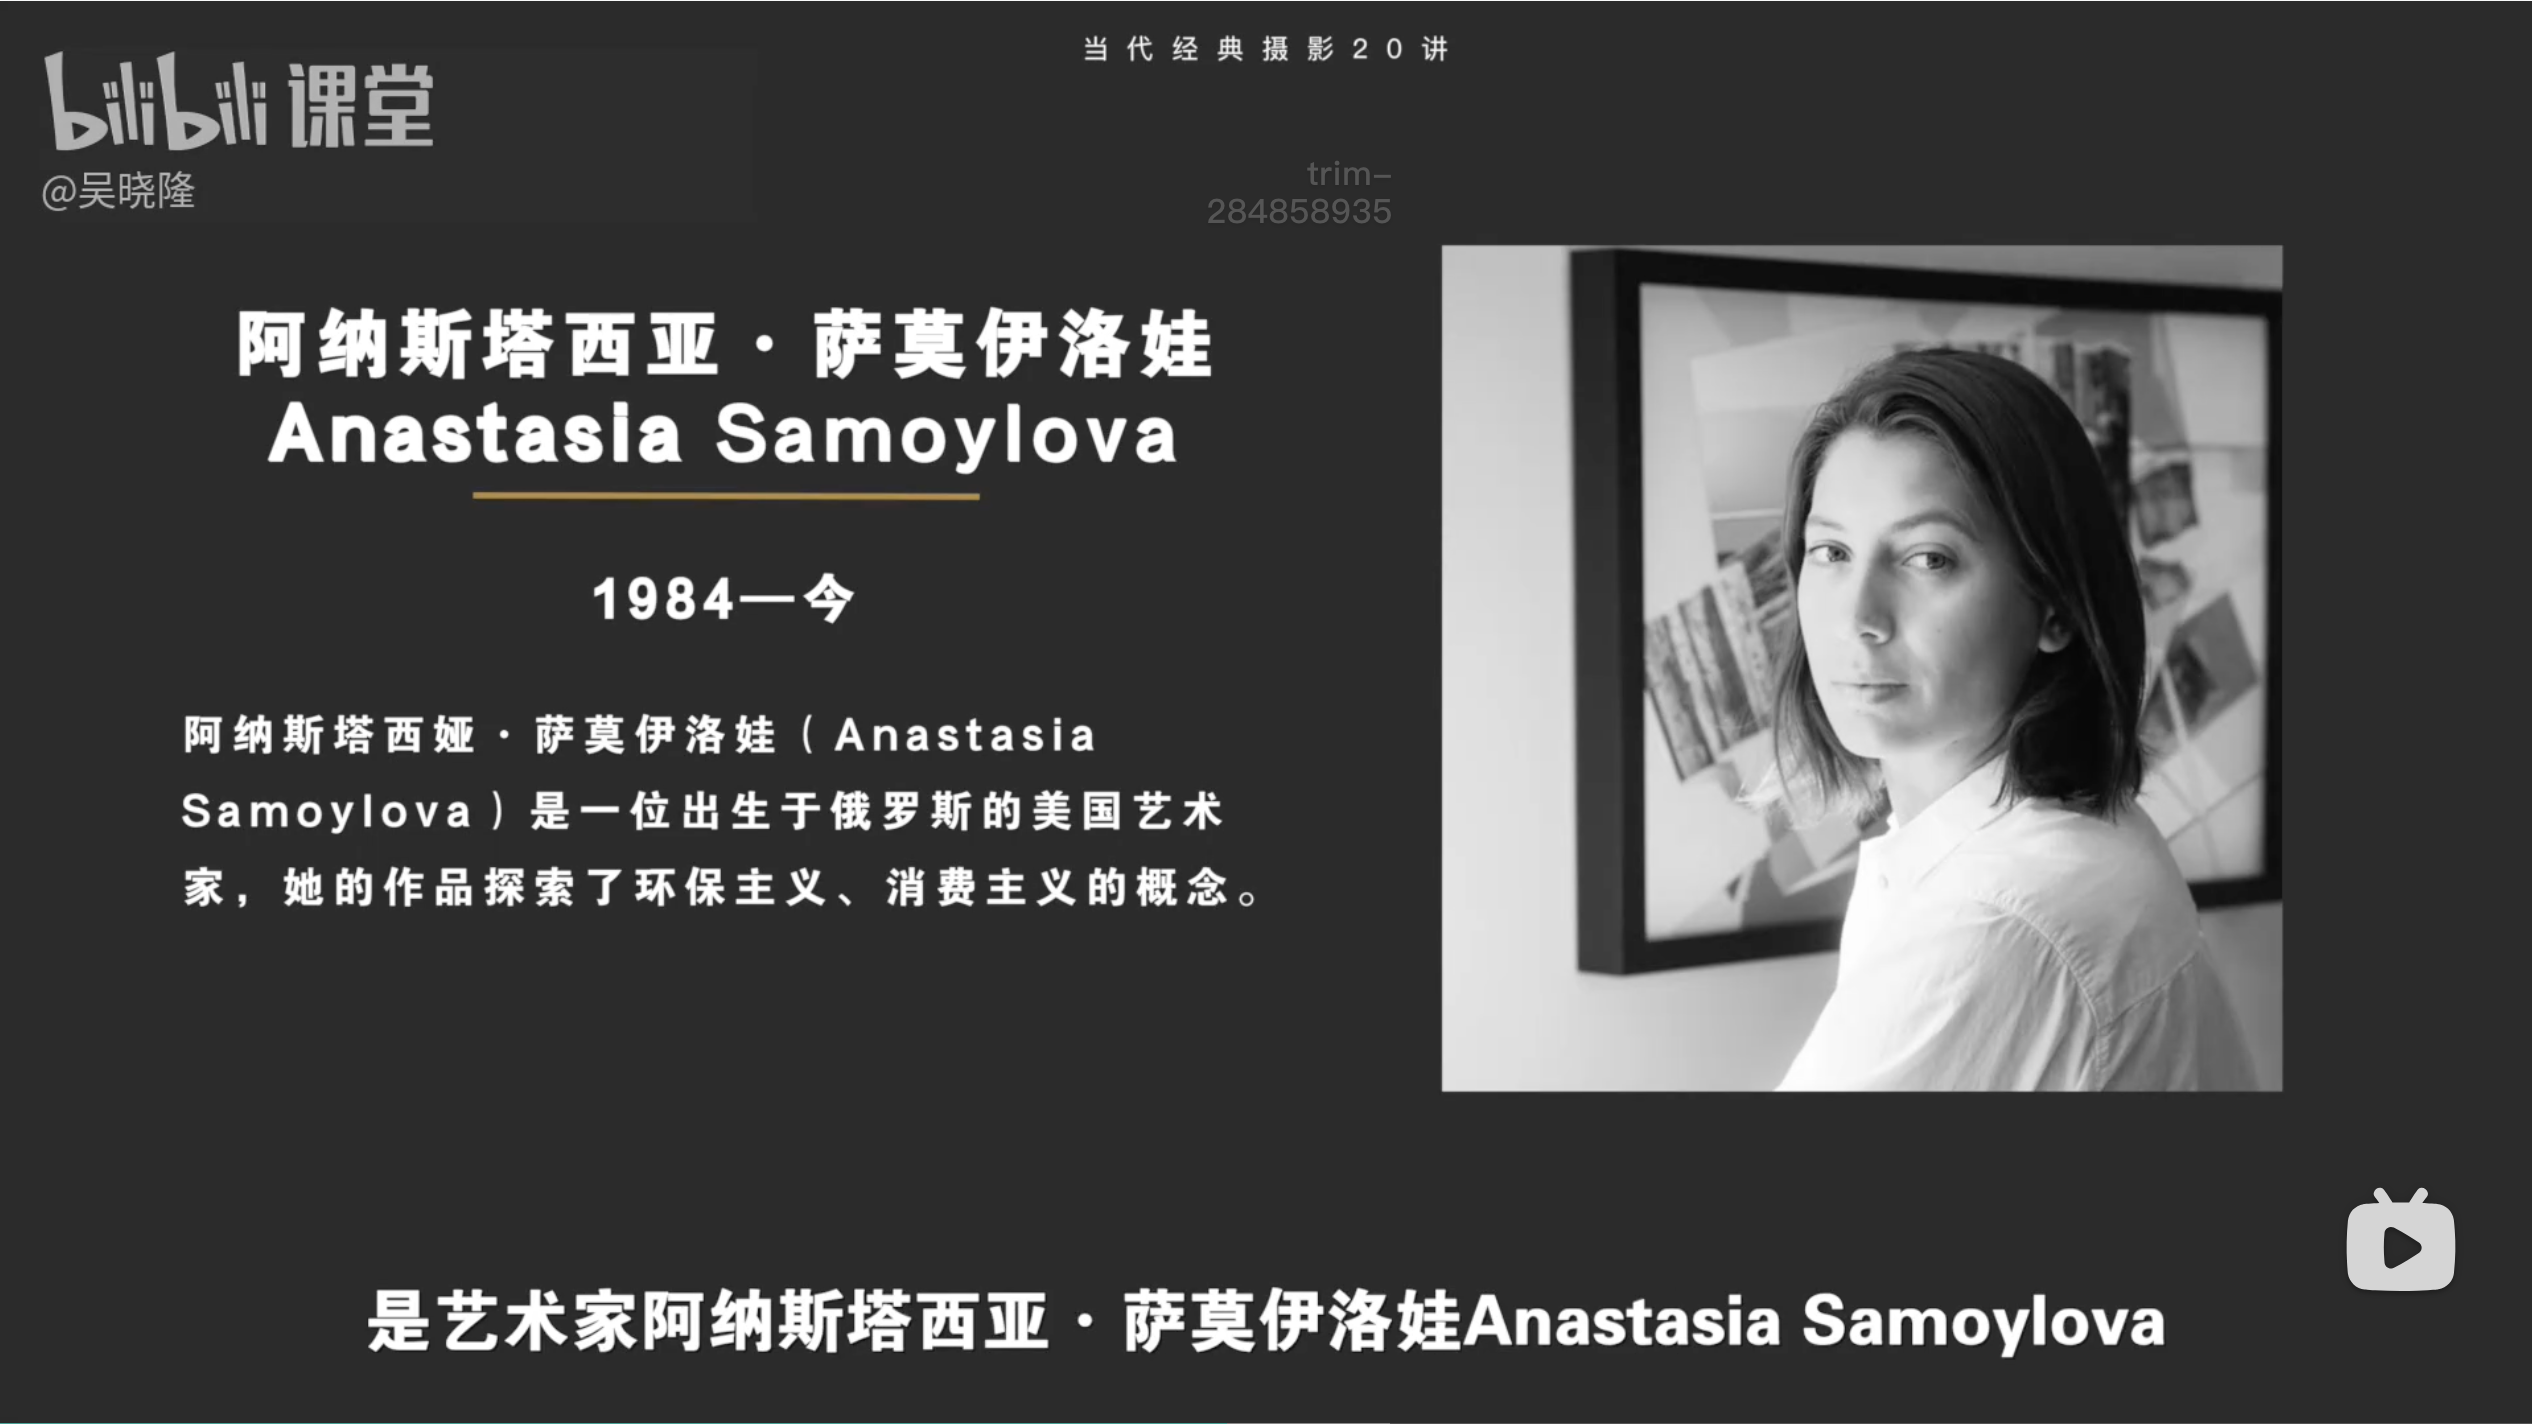 当代经典摄影20讲
bilibili课堂
@吴晓隆
trim-
284858935
阿纳斯塔西亚·萨莫伊洛娃
Anastasia Samoylova
1984—今
阿纳斯塔西娅·萨莫伊洛娃（Anastasia
Samoylova）是一位出生于俄罗斯的美国艺术
家，她的作品探索了环保主义、消费主义的概念。
是艺术家阿纳斯塔西亚·萨莫伊洛娃Anastasia Samoylova